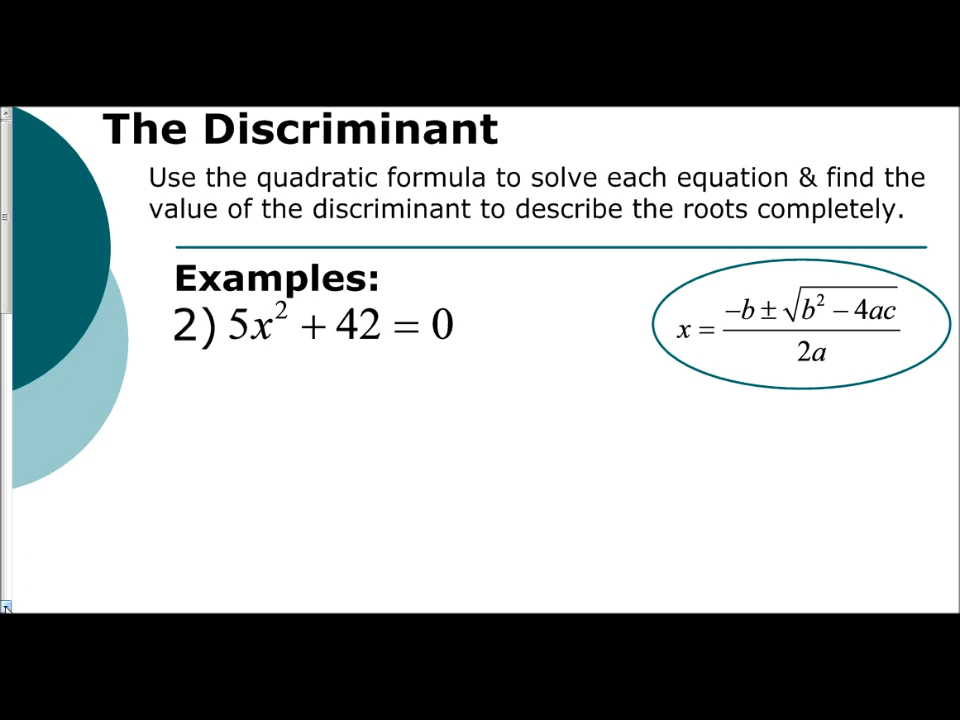 The Discriminant
Use the quadratic formula to solve each equation & find the
value of the discriminant to describe the roots completely.
Examples:
2) 5x² + 42 = 0
x = (−b ± √(b² − 4ac)) / 2a